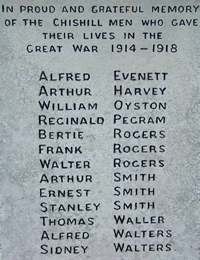 IN PROUD AND GRATEFUL MEMORY
OF THE CHISHILL MEN WHO GAVE
THEIR LIVES IN THE
GREAT WAR 1914-1918
ALFRED EVENETT
ARTHUR HARVEY
WILLIAM OYSTON
REGINALD PEGRAM
BERTIE ROGERS
FRANK ROGERS
WALTER ROGERS
ARTHUR SMITH
ERNEST SMITH
STANLEY SMITH
THOMAS WALLER
ALFRED WALTERS
SIDNEY WALTERS